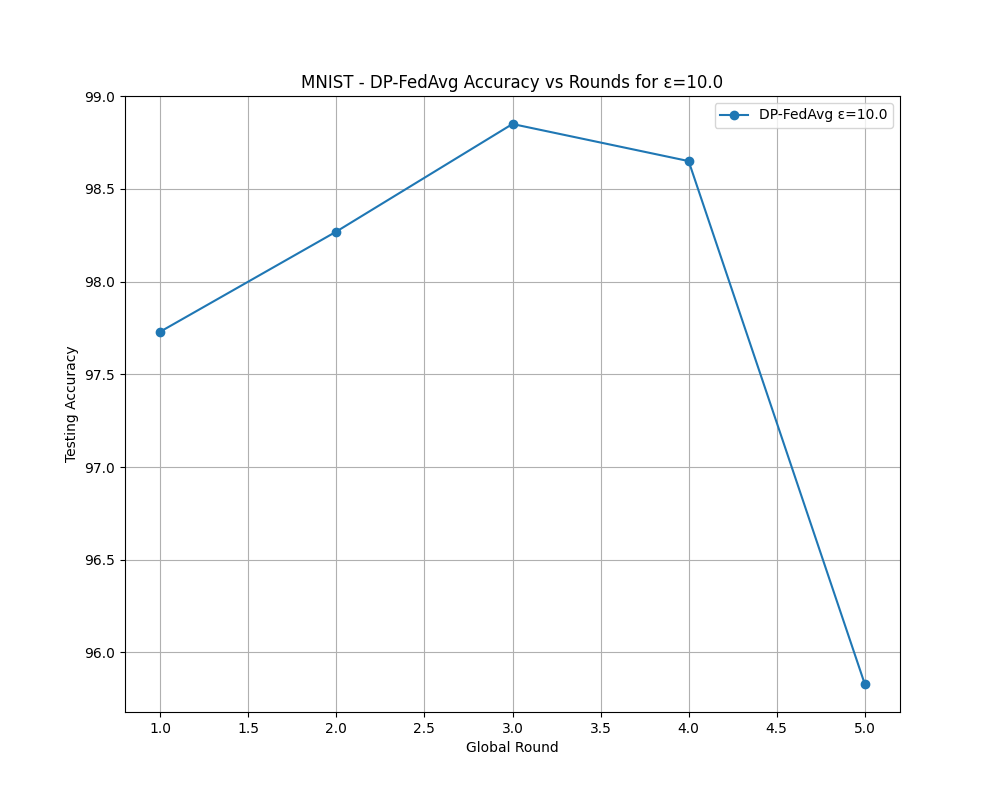 MNIST - DP-FedAvg Accuracy vs Rounds for ε=10.0
DP-FedAvg ε=10.0
99.0
98.5
98.0
97.5
97.0
96.5
96.0
Testing Accuracy
1.0 1.5 2.0 2.5 3.0 3.5 4.0 4.5 5.0
Global Round